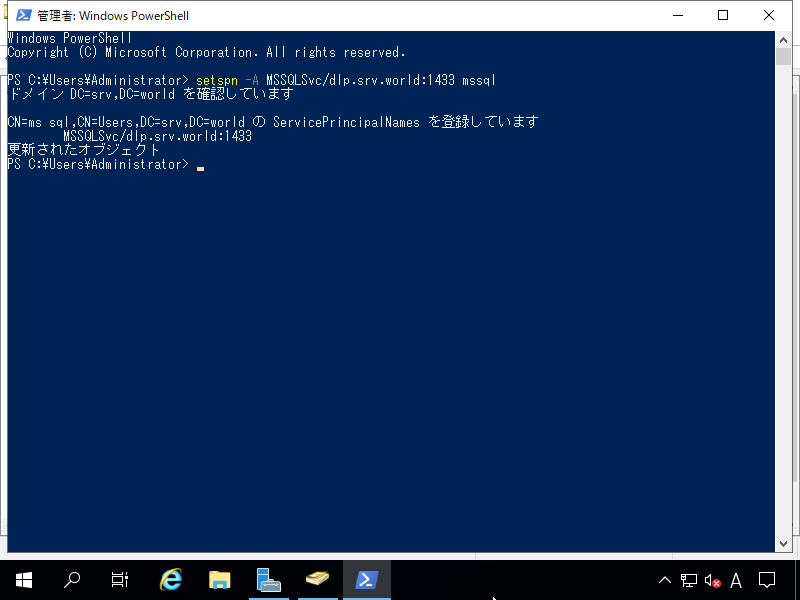 管理者: Windows PowerShell
Windows PowerShell
Copyright (C) Microsoft Corporation. All rights reserved.
PS C:¥Users¥Administrator> setspn -A MSSQLSvc/dlp.srv.world:1433 mssql
ドメイン DC=srv,DC=world を確認しています
CN=ms sql,CN=Users,DC=srv,DC=world の ServicePrincipalNames を登録しています
MSSQLSvc/dlp.srv.world:1433
更新されたオブジェクト
PS C:¥Users¥Administrator>
A